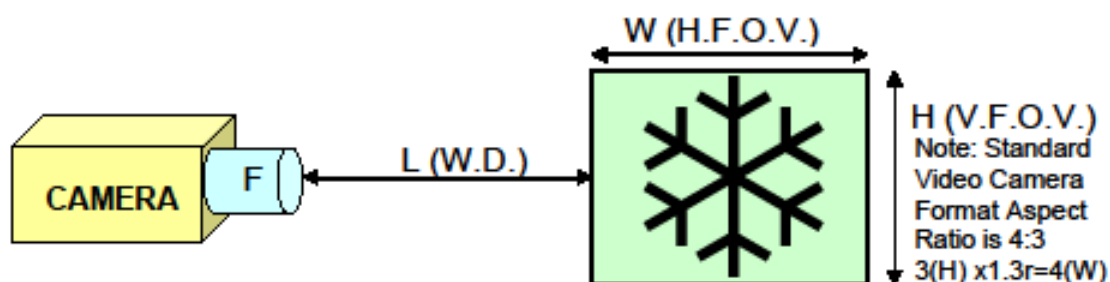 W (H.F.O.V.)
CAMERA
F
L (W.D.)
H (V.F.O.V.)
Note: Standard
Video Camera
Format Aspect
Ratio is 4:3
3(H) x1.3r=4(W)